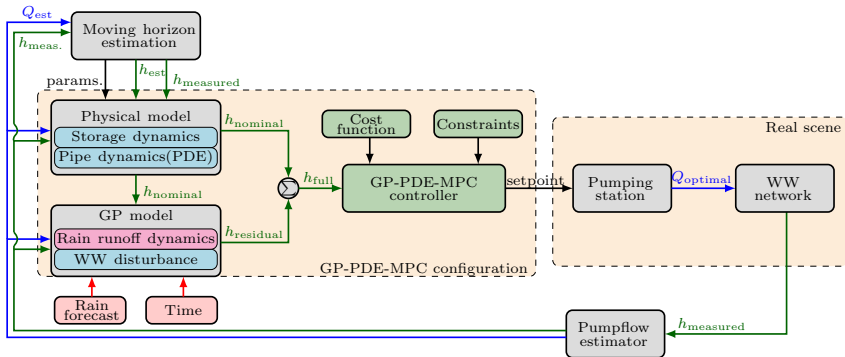 Q_est
h_meas.
Moving horizon
estimation
params.
h_est
h_measured
Physical model
Storage dynamics
Pipe dynamics(PDE)
h_nominal
h_nominal
GP model
Rain runoff dynamics
WW disturbance
h_residual
Rain
forecast
Time
Σ
h_full
Cost
function
Constraints
GP-PDE-MPC
controller
GP-PDE-MPC configuration
setpoint
Real scene
Pumping
station
Q_optimal
WW
network
h_measured
Pumpflow
estimator